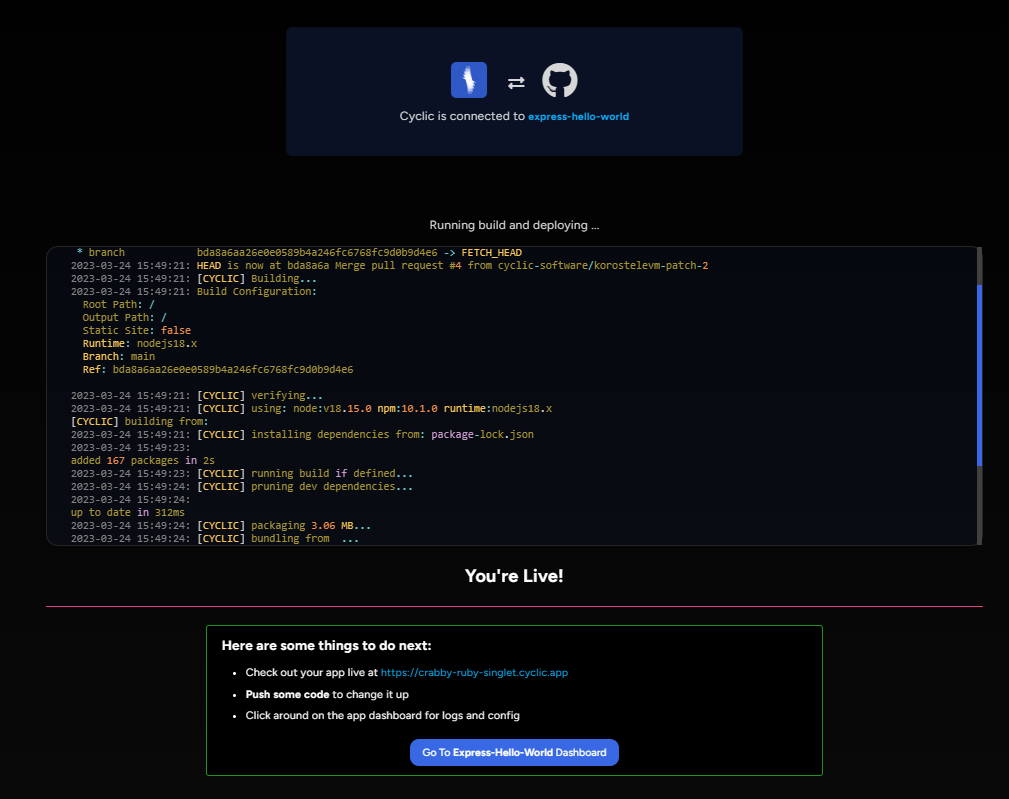 Cyclic is connected to express-hello-world
Running build and deploying ...
* branch            bda8a6aa26e0e0589b4a246fc6768fc9d0b9d4e6 -> FETCH_HEAD
2023-03-24 15:49:21: HEAD is now at bda8a6a Merge pull request #4 from cyclic-software/korostelevm-patch-2
2023-03-24 15:49:21: [CYCLIC] Building...
2023-03-24 15:49:21: Build Configuration:
Root Path: /
Output Path: /
Static Site: false
Runtime: nodejs18.x
Branch: main
Ref: bda8a6aa26e0e0589b4a246fc6768fc9d0b9d4e6
2023-03-24 15:49:21: [CYCLIC] verifying...
2023-03-24 15:49:21: [CYCLIC] using: node:v18.15.0 npm:10.1.0 runtime:nodejs18.x
[CYCLIC] building from:
2023-03-24 15:49:21: [CYCLIC] installing dependencies from: package-lock.json
2023-03-24 15:49:23:
added 167 packages in 2s
2023-03-24 15:49:23: [CYCLIC] running build if defined...
2023-03-24 15:49:24: [CYCLIC] pruning dev dependencies...
2023-03-24 15:49:24:
up to date in 312ms
2023-03-24 15:49:24: [CYCLIC] packaging 3.06 MB...
2023-03-24 15:49:24: [CYCLIC] bundling from  ...
You're Live!
Here are some things to do next:
• Check out your app live at https://crabby-ruby-singlet.cyclic.app
• Push some code to change it up
• Click around on the app dashboard for logs and config
Go To Express-Hello-World Dashboard